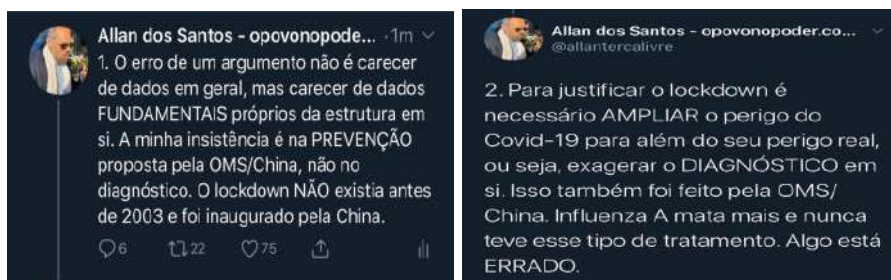 Allan dos Santos - opovonopode... ·1m
1. O erro de um argumento não é carecer
de dados em geral, mas carecer de dados
FUNDAMENTAIS próprios da estrutura em
si. A minha insistência é na PREVENÇÃO
proposta pela OMS/China, não no
diagnóstico. O lockdown NÃO existia antes
de 2003 e foi inaugurado pela China.
6 22 75
Allan dos Santos - opovonopoder.co...
@allantercalivre
2. Para justificar o lockdown é
necessário AMPLIAR o perigo do
Covid-19 para além do seu perigo real,
ou seja, exagerar o DIAGNÓSTICO em
si. Isso também foi feito pela OMS/
China. Influenza A mata mais e nunca
teve esse tipo de tratamento. Algo está
ERRADO.